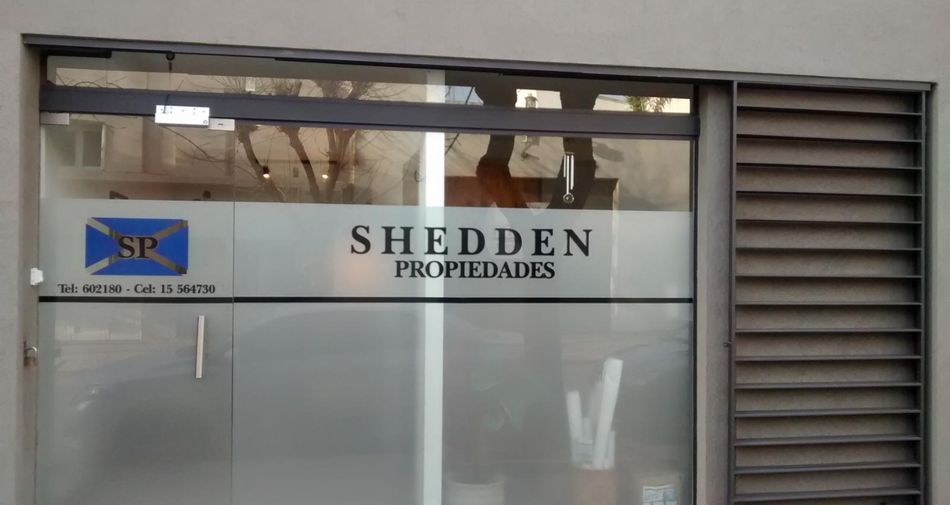 SP
Tel: 602180 - Cel: 15 564730
SHEDDEN
PROPIEDADES